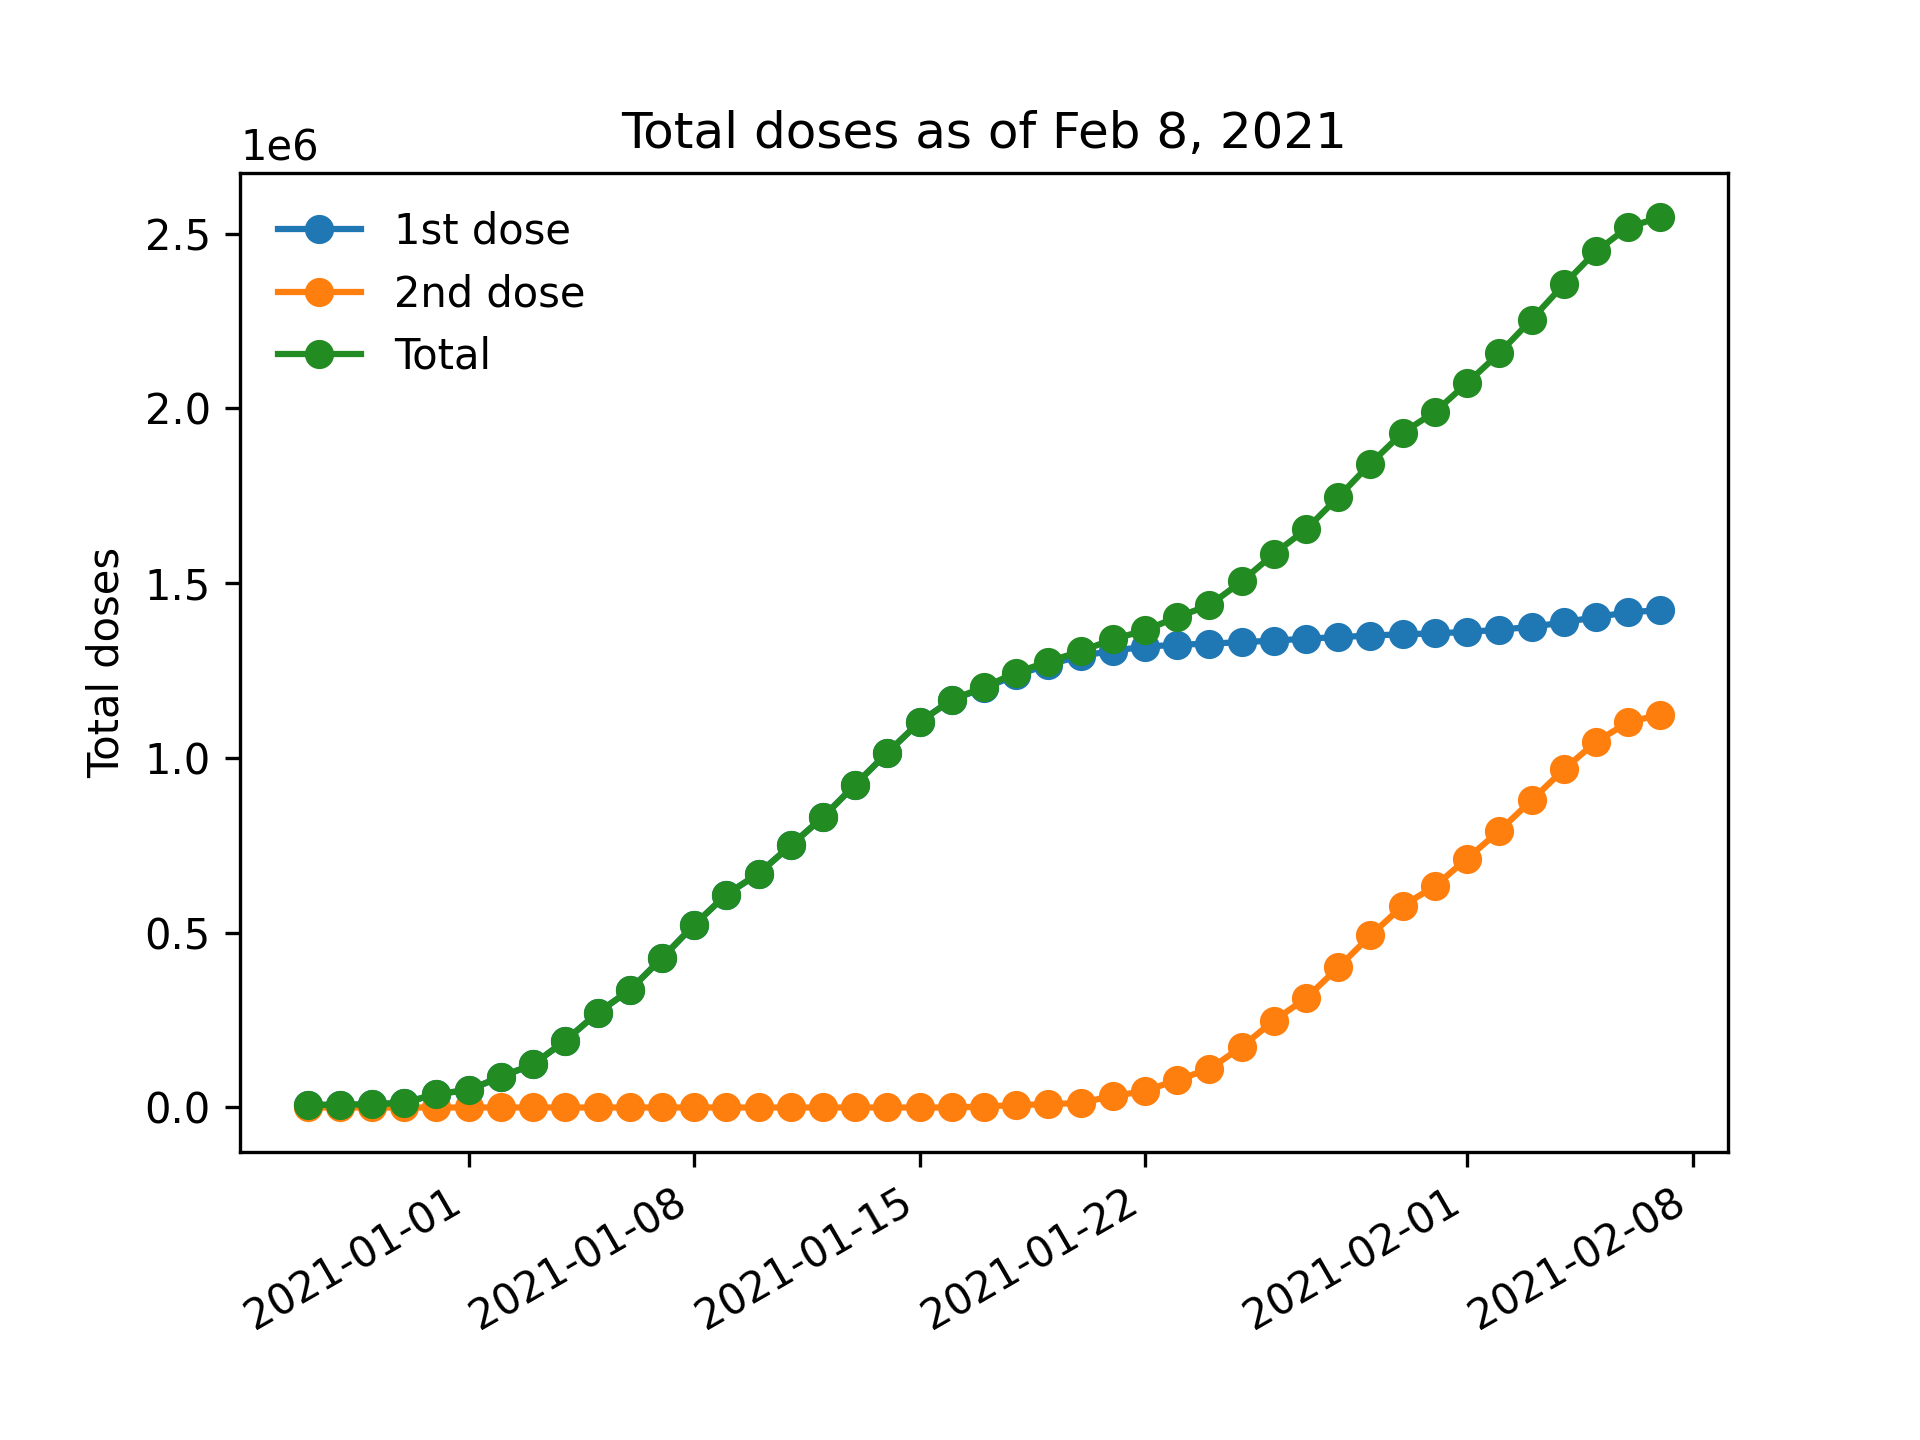 Total doses as of Feb 8, 2021
1e6
1st dose
2nd dose
Total
Total doses
2.5
2.0
1.5
1.0
0.5
0.0
2021-01-01
2021-01-08
2021-01-15
2021-01-22
2021-02-01
2021-02-08